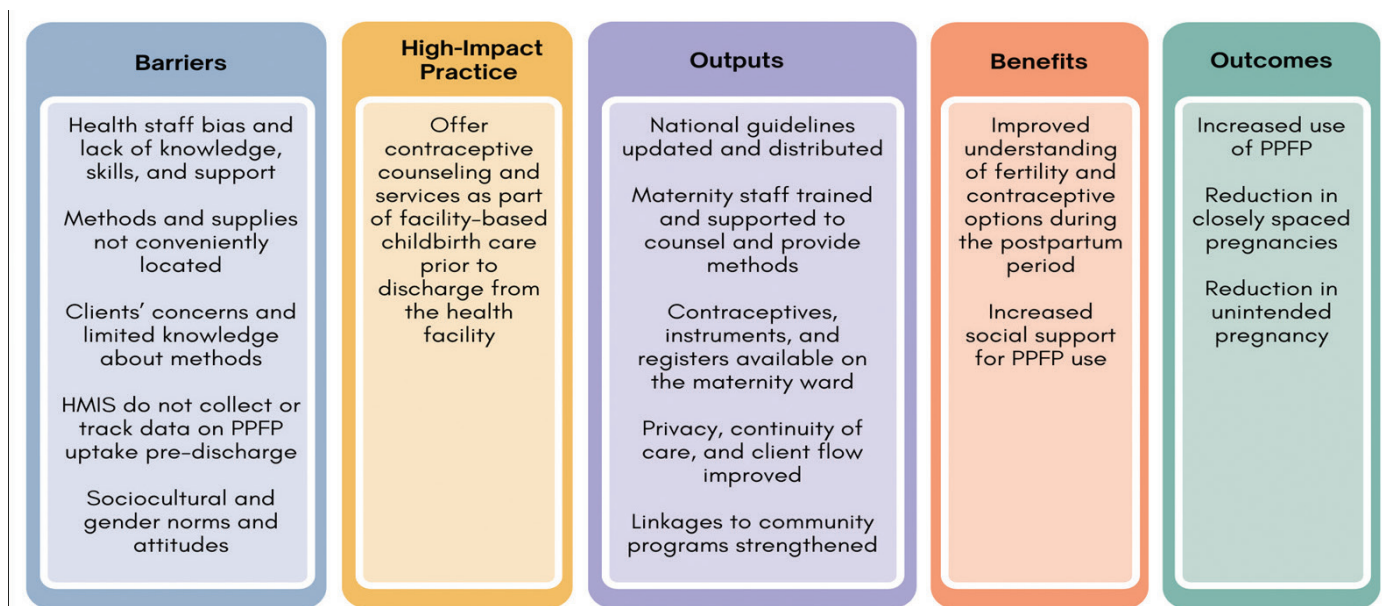 Barriers
Health staff bias and
lack of knowledge,
skills, and support
Methods and supplies
not conveniently
located
Clients’ concerns and
limited knowledge
about methods
HMIS do not collect or
track data on PPFP
uptake pre-discharge
Sociocultural and
gender norms and
attitudes
High-Impact
Practice
Offer
contraceptive
counseling and
services as part
of facility-based
childbirth care
prior to
discharge from
the health
facility
Outputs
National guidelines
updated and distributed
Maternity staff trained
and supported to
counsel and provide
methods
Contraceptives,
instruments, and
registers available on
the maternity ward
Privacy, continuity of
care, and client flow
improved
Linkages to community
programs strengthened
Benefits
Improved
understanding
of fertility and
contraceptive
options during
the postpartum
period
Increased
social support
for PPFP use
Outcomes
Increased use
of PPFP
Reduction in
closely spaced
pregnancies
Reduction in
unintended
pregnancy